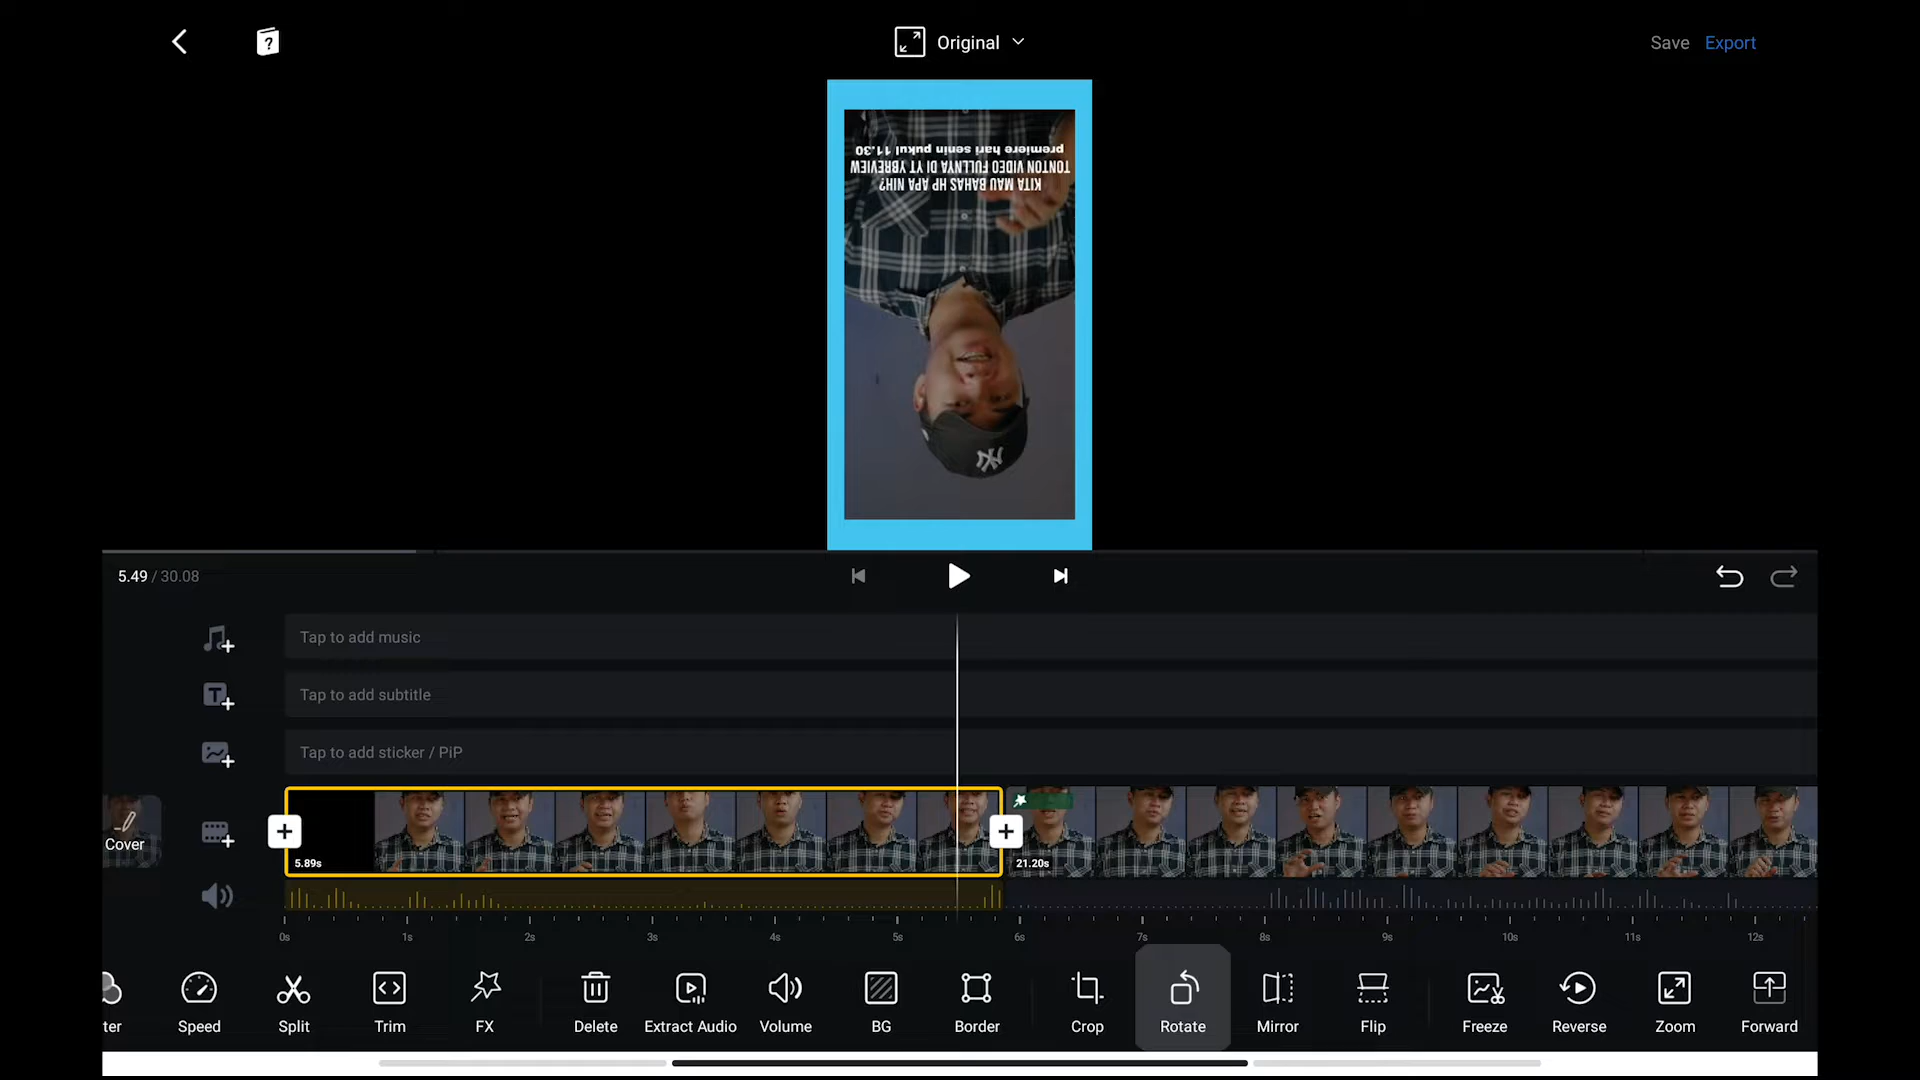 Original
Save
Export
KITA MAU BAHAS HP APA NIH?
TONTON VIDEO FULLNYA DI YT YBREVIEW
premiere hari senin pukul 11.30
5.49 / 30.08
Tap to add music
Tap to add subtitle
Tap to add sticker / PiP
Cover
5.89s
21.20s
0s 1s 2s 3s 4s 5s 6s 7s 8s 9s 10s 11s 12s
ter
Speed
Split
Trim
FX
Delete
Extract Audio
Volume
BG
Border
Crop
Rotate
Mirror
Flip
Freeze
Reverse
Zoom
Forward